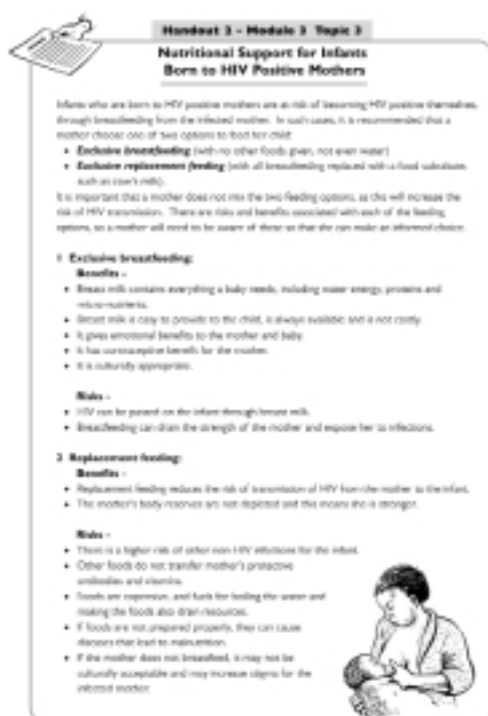 Handout 2 - Module 3 Topic 3
Nutritional Support for Infants
Born to HIV Positive Mothers
Infants who are born to HIV positive mothers are at risk of becoming HIV positive themselves,
through breastfeeding from the infected mother. In such cases, it is recommended that a
mother choose one of two options to feed her child:
• Exclusive breastfeeding (with no other foods given, not even water)
• Exclusive replacement feeding (with all breastfeeding replaced with a food substitute,
such as cow's milk).
It is important that a mother does not mix the two feeding options, as this will increase the
risk of HIV transmission. There are risks and benefits associated with each of the feeding
options, so a mother will need to be aware of these so that she can make an informed choice.
1 Exclusive breastfeeding:
Benefits -
• Breast milk contains everything a baby needs, including water energy, proteins and
micro-nutrients.
• Breast milk is easy to provide to the child, is always available and is not costly.
• It gives emotional benefits to the mother and baby.
• It has contraceptive benefit for the mother.
• It is culturally appropriate.
Risks -
• HIV can be passed on the infant through breast milk.
• Breastfeeding can drain the strength of the mother and expose her to infections.
2 Replacement feeding:
Benefits -
• Replacement feeding reduces the risk of transmission of HIV from the mother to the infant.
• The mother's body reserves are not depleted and this means she is stronger.
Risks -
• There is a higher risk of other non HIV infections for the infant.
• Other foods do not transfer mother's protective
antibodies and vitamins.
• Foods are expensive, and fuels for boiling the water and
making the foods also drain resources.
• If foods are not prepared properly, they can cause
diseases that lead to malnutrition.
• If the mother does not breastfeed, it may not be
culturally acceptable and may increase stigma for the
infected mother.